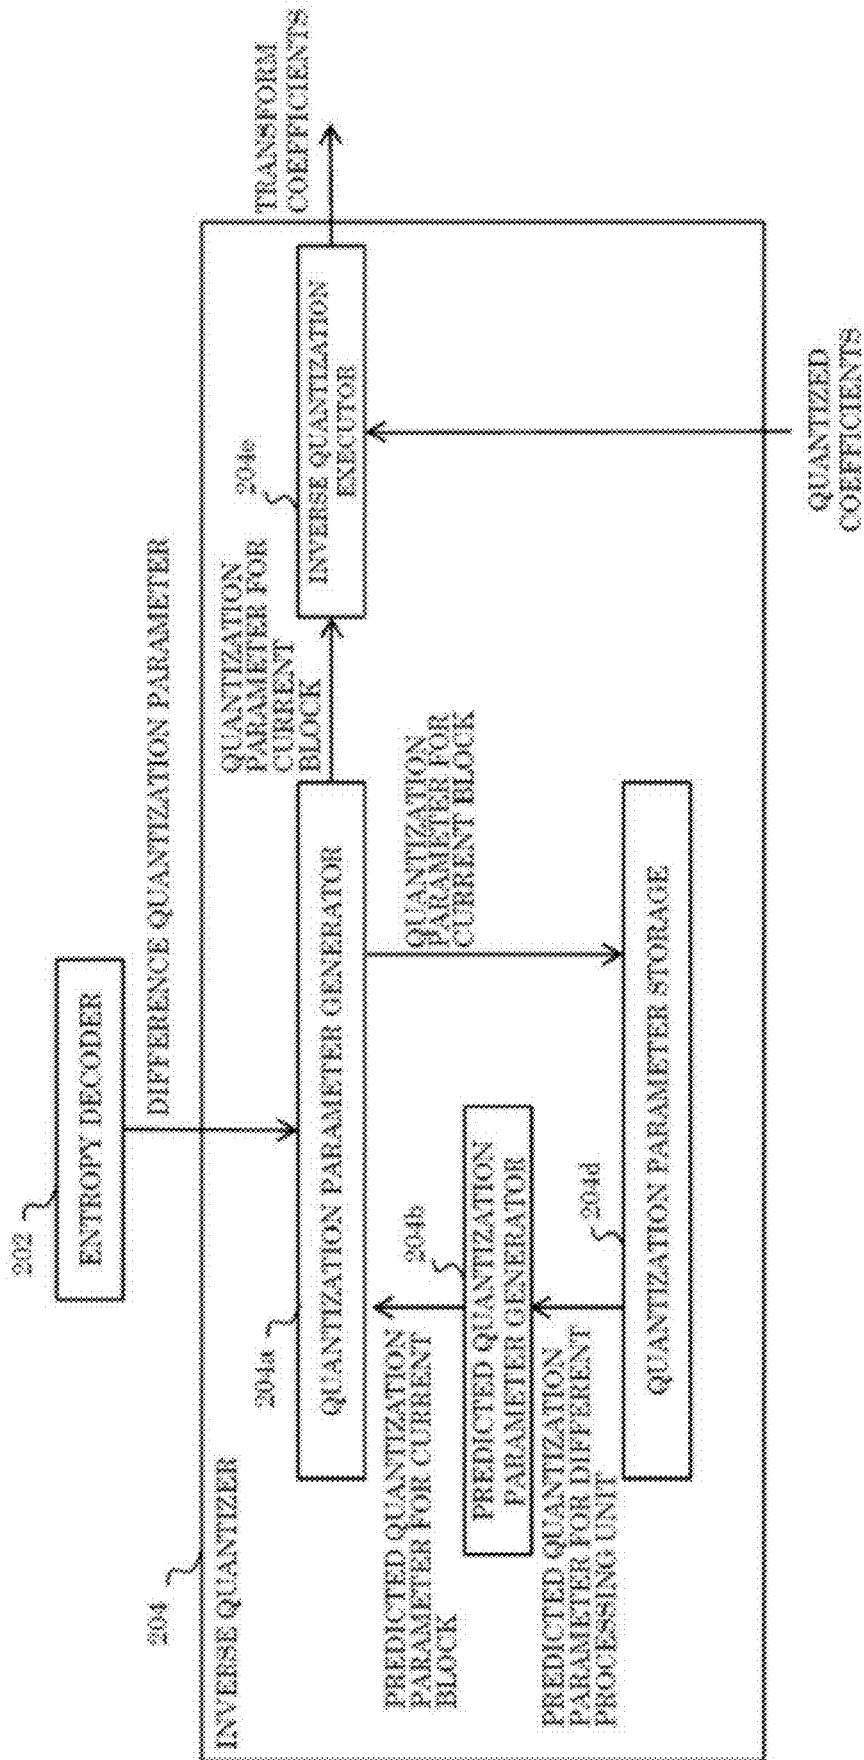 202
ENTROPY DECODER
DIFFERENCE QUANTIZATION PARAMETER
204
INVERSE QUANTIZER
204a
QUANTIZATION PARAMETER GENERATOR
QUANTIZATION
PARAMETER FOR
CURRENT
BLOCK
204e
INVERSE QUANTIZATION
EXECUTOR
TRANSFORM
COEFFICIENTS
PREDICTED QUANTIZATION
PARAMETER FOR CURRENT
BLOCK
204b
PREDICTED QUANTIZATION
PARAMETER GENERATOR
QUANTIZATION
PARAMETER FOR
CURRENT BLOCK
PREDICTED QUANTIZATION
PARAMETER FOR DIFFERENT
PROCESSING UNIT
204d
QUANTIZATION PARAMETER STORAGE
QUANTIZED
COEFFICIENTS